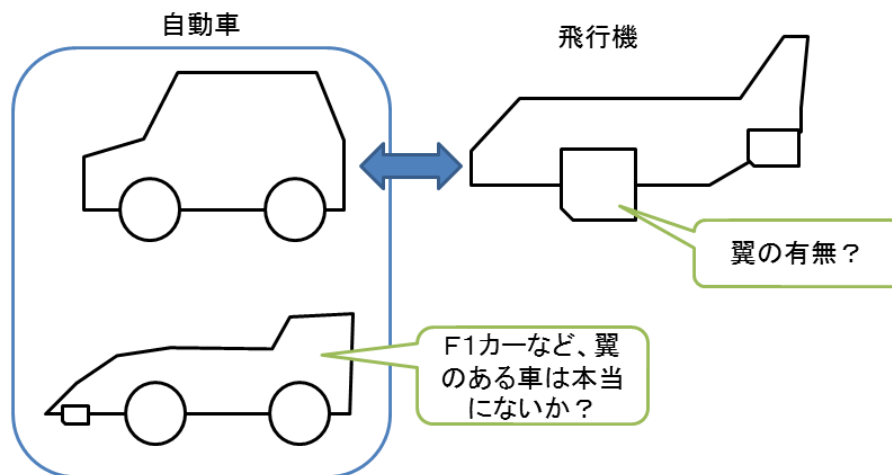 自動車
飛行機
翼の有無？
F1カーなど、翼
のある車は本当
にないか？